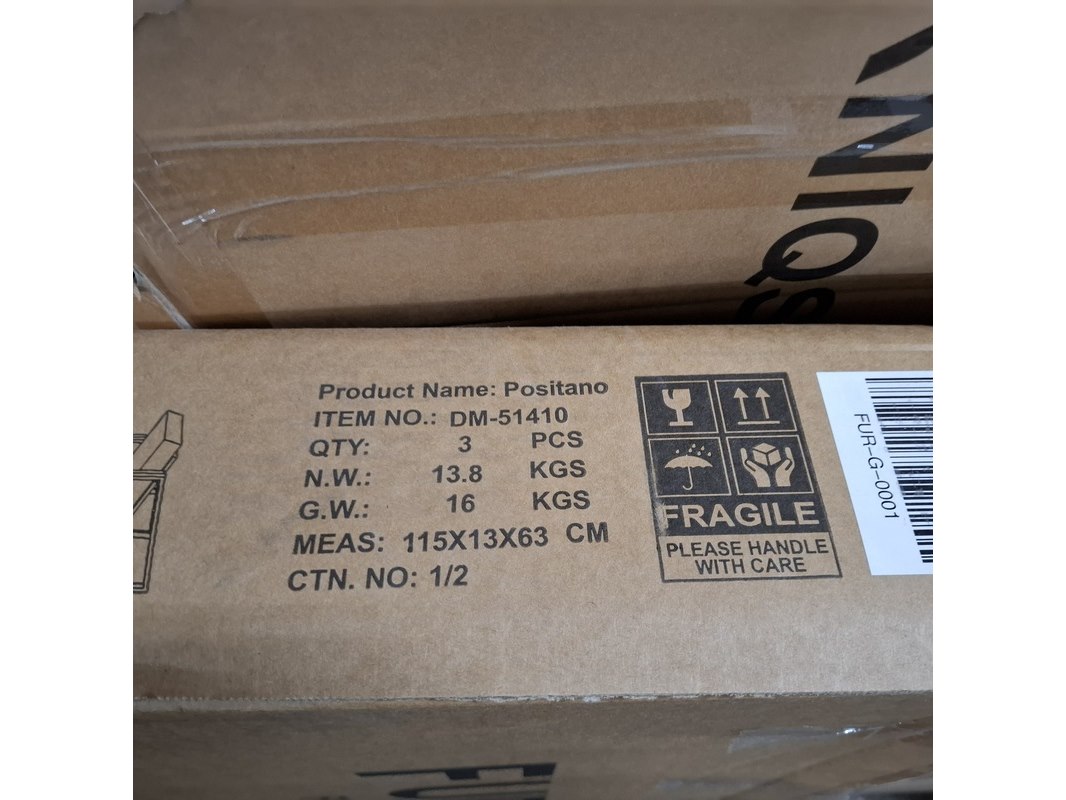 Product Name: Positano
ITEM NO.: DM-51410
QTY: 3 PCS
N.W.: 13.8 KGS
G.W.: 16 KGS
MEAS: 115X13X63 CM
CTN. NO: 1/2
FRAGILE
PLEASE HANDLE
WITH CARE
FUR-G-0001